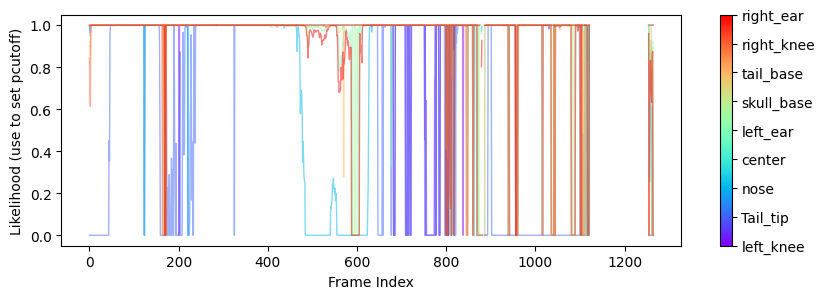 Likelihood (use to set pcutoff)
1.0
0.8
0.6
0.4
0.2
0.0
0
200
400
600
800
1000
1200
Frame Index
right_ear
right_knee
tail_base
skull_base
left_ear
center
nose
Tail_tip
left_knee